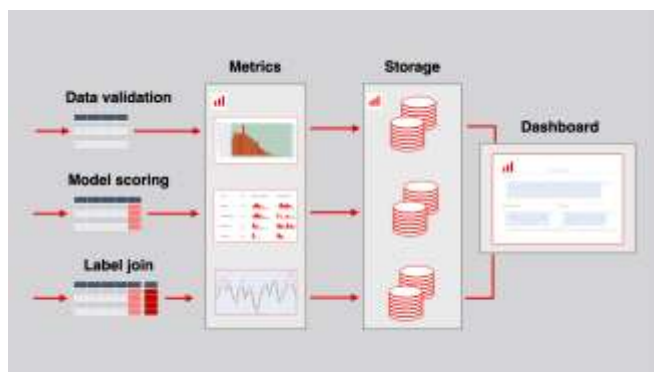 Metrics
Storage
Data validation
Dashboard
Model scoring
Label join